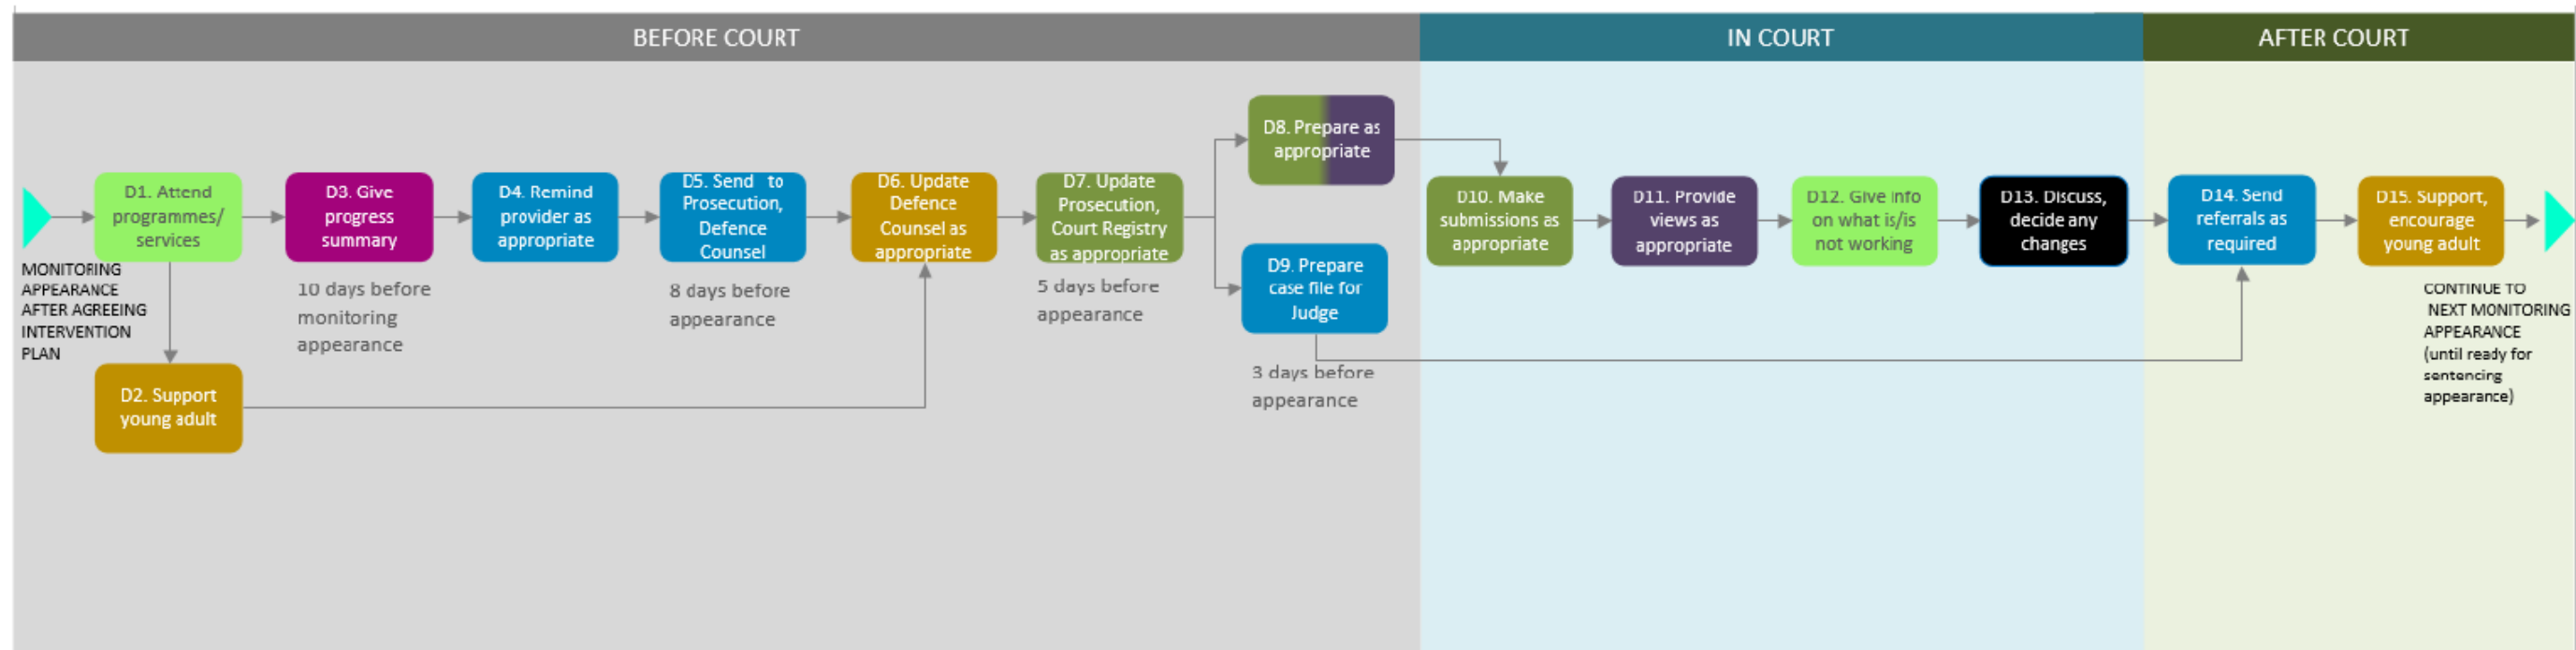 BEFORE COURT
IN COURT
AFTER COURT
D1. Attend
programmes/
services
D3. Give
progress
summary
D4. Remind
provider as
appropriate
D5. Send to
Prosecution,
Defence
Counsel
D6. Update
Defence
Counsel as
appropriate
D7. Update
Prosecution,
Court Registry
as appropriate
D8. Prepare as
appropriate
D9. Prepare
case file for
Judge
D10. Make
submissions as
appropriate
D11. Provide
views as
appropriate
D12. Give info
on what is/is
not working
D13. Discuss,
decide any
changes
D14. Send
referrals as
required
D15. Support,
encourage
young adult
MONITORING
APPEARANCE
AFTER AGREEING
INTERVENTION
PLAN
10 days before
monitoring
appearance
8 days before
appearance
5 days before
appearance
3 days before
appearance
CONTINUE TO
NEXT MONITORING
APPEARANCE
(until ready for
sentencing
appearance)
D2. Support
young adult